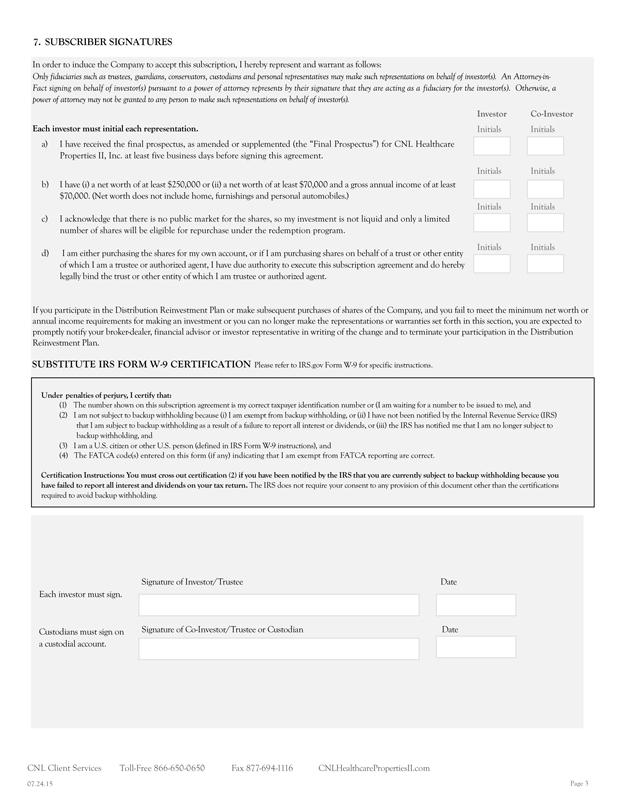 7. SUBSCRIBER SIGNATURES
In order to induce the Company to accept this subscription, I hereby represent and warrant as follows:
Only fiduciaries such as trustees, guardians, conservators, custodians and personal representatives may make such representations on behalf of investor(s). An Attorney-in-
Fact signing on behalf of investor(s) pursuant to a power of attorney represents by their signature that they are acting as a fiduciary for the investor(s). Otherwise, a
power of attorney may not be granted to any person to make such representations on behalf of investor(s).
Investor Co-Investor
Each investor must initial each representation. Initials Initials
a) I have received the final prospectus, as amended or supplemented (the “Final Prospectus”) for CNL Healthcare
Properties II, Inc. at least five business days before signing this agreement.
Initials Initials
b) I have (i) a net worth of at least $250,000 or (ii) a net worth of at least $70,000 and a gross annual income of at least
$70,000. (Net worth does not include home, furnishings and personal automobiles.)
Initials Initials
c) I acknowledge that there is no public market for the shares, so my investment is not liquid and only a limited
number of shares will be eligible for repurchase under the redemption program.
Initials Initials
d) I am either purchasing the shares for my own account, or if I am purchasing shares on behalf of a trust or other entity
of which I am a trustee or authorized agent, I have due authority to execute this subscription agreement and do hereby
legally bind the trust or other entity of which I am trustee or authorized agent.
If you participate in the Distribution Reinvestment Plan or make subsequent purchases of shares of the Company, and you fail to meet the minimum net worth or
annual income requirements for making an investment or you can no longer make the representations or warranties set forth in this section, you are expected to
promptly notify your broker-dealer, financial advisor or investor representative in writing of the change and to terminate your participation in the Distribution
Reinvestment Plan.
SUBSTITUTE IRS FORM W-9 CERTIFICATION Please refer to IRS.gov Form W-9 for specific instructions.
Under penalties of perjury, I certify that:
(1) The number shown on this subscription agreement is my correct taxpayer identification number or (I am waiting for a number to be issued to me), and
(2) I am not subject to backup withholding because (i) I am exempt from backup withholding, or (ii) I have not been notified by the Internal Revenue Service (IRS)
that I am subject to backup withholding as a result of a failure to report all interest or dividends, or (iii) the IRS has notified me that I am no longer subject to
backup withholding, and
(3) I am a U.S. citizen or other U.S. person (defined in IRS Form W-9 instructions), and
(4) The FATCA code(s) entered on this form (if any) indicating that I am exempt from FATCA reporting are correct.
Certification Instructions: You must cross out certification (2) if you have been notified by the IRS that you are currently subject to backup withholding because you
have failed to report all interest and dividends on your tax return. The IRS does not require your consent to any provision of this document other than the certifications
required to avoid backup withholding.
Signature of Investor/Trustee Date
Each investor must sign.
Signature of Co-Investor/Trustee or Custodian Date
Custodians must sign on
a custodial account.
CNL Client Services Toll-Free 866-650-0650 Fax 877-694-1116 CNLHealthcarePropertiesII.com
07.24.15 Page 3